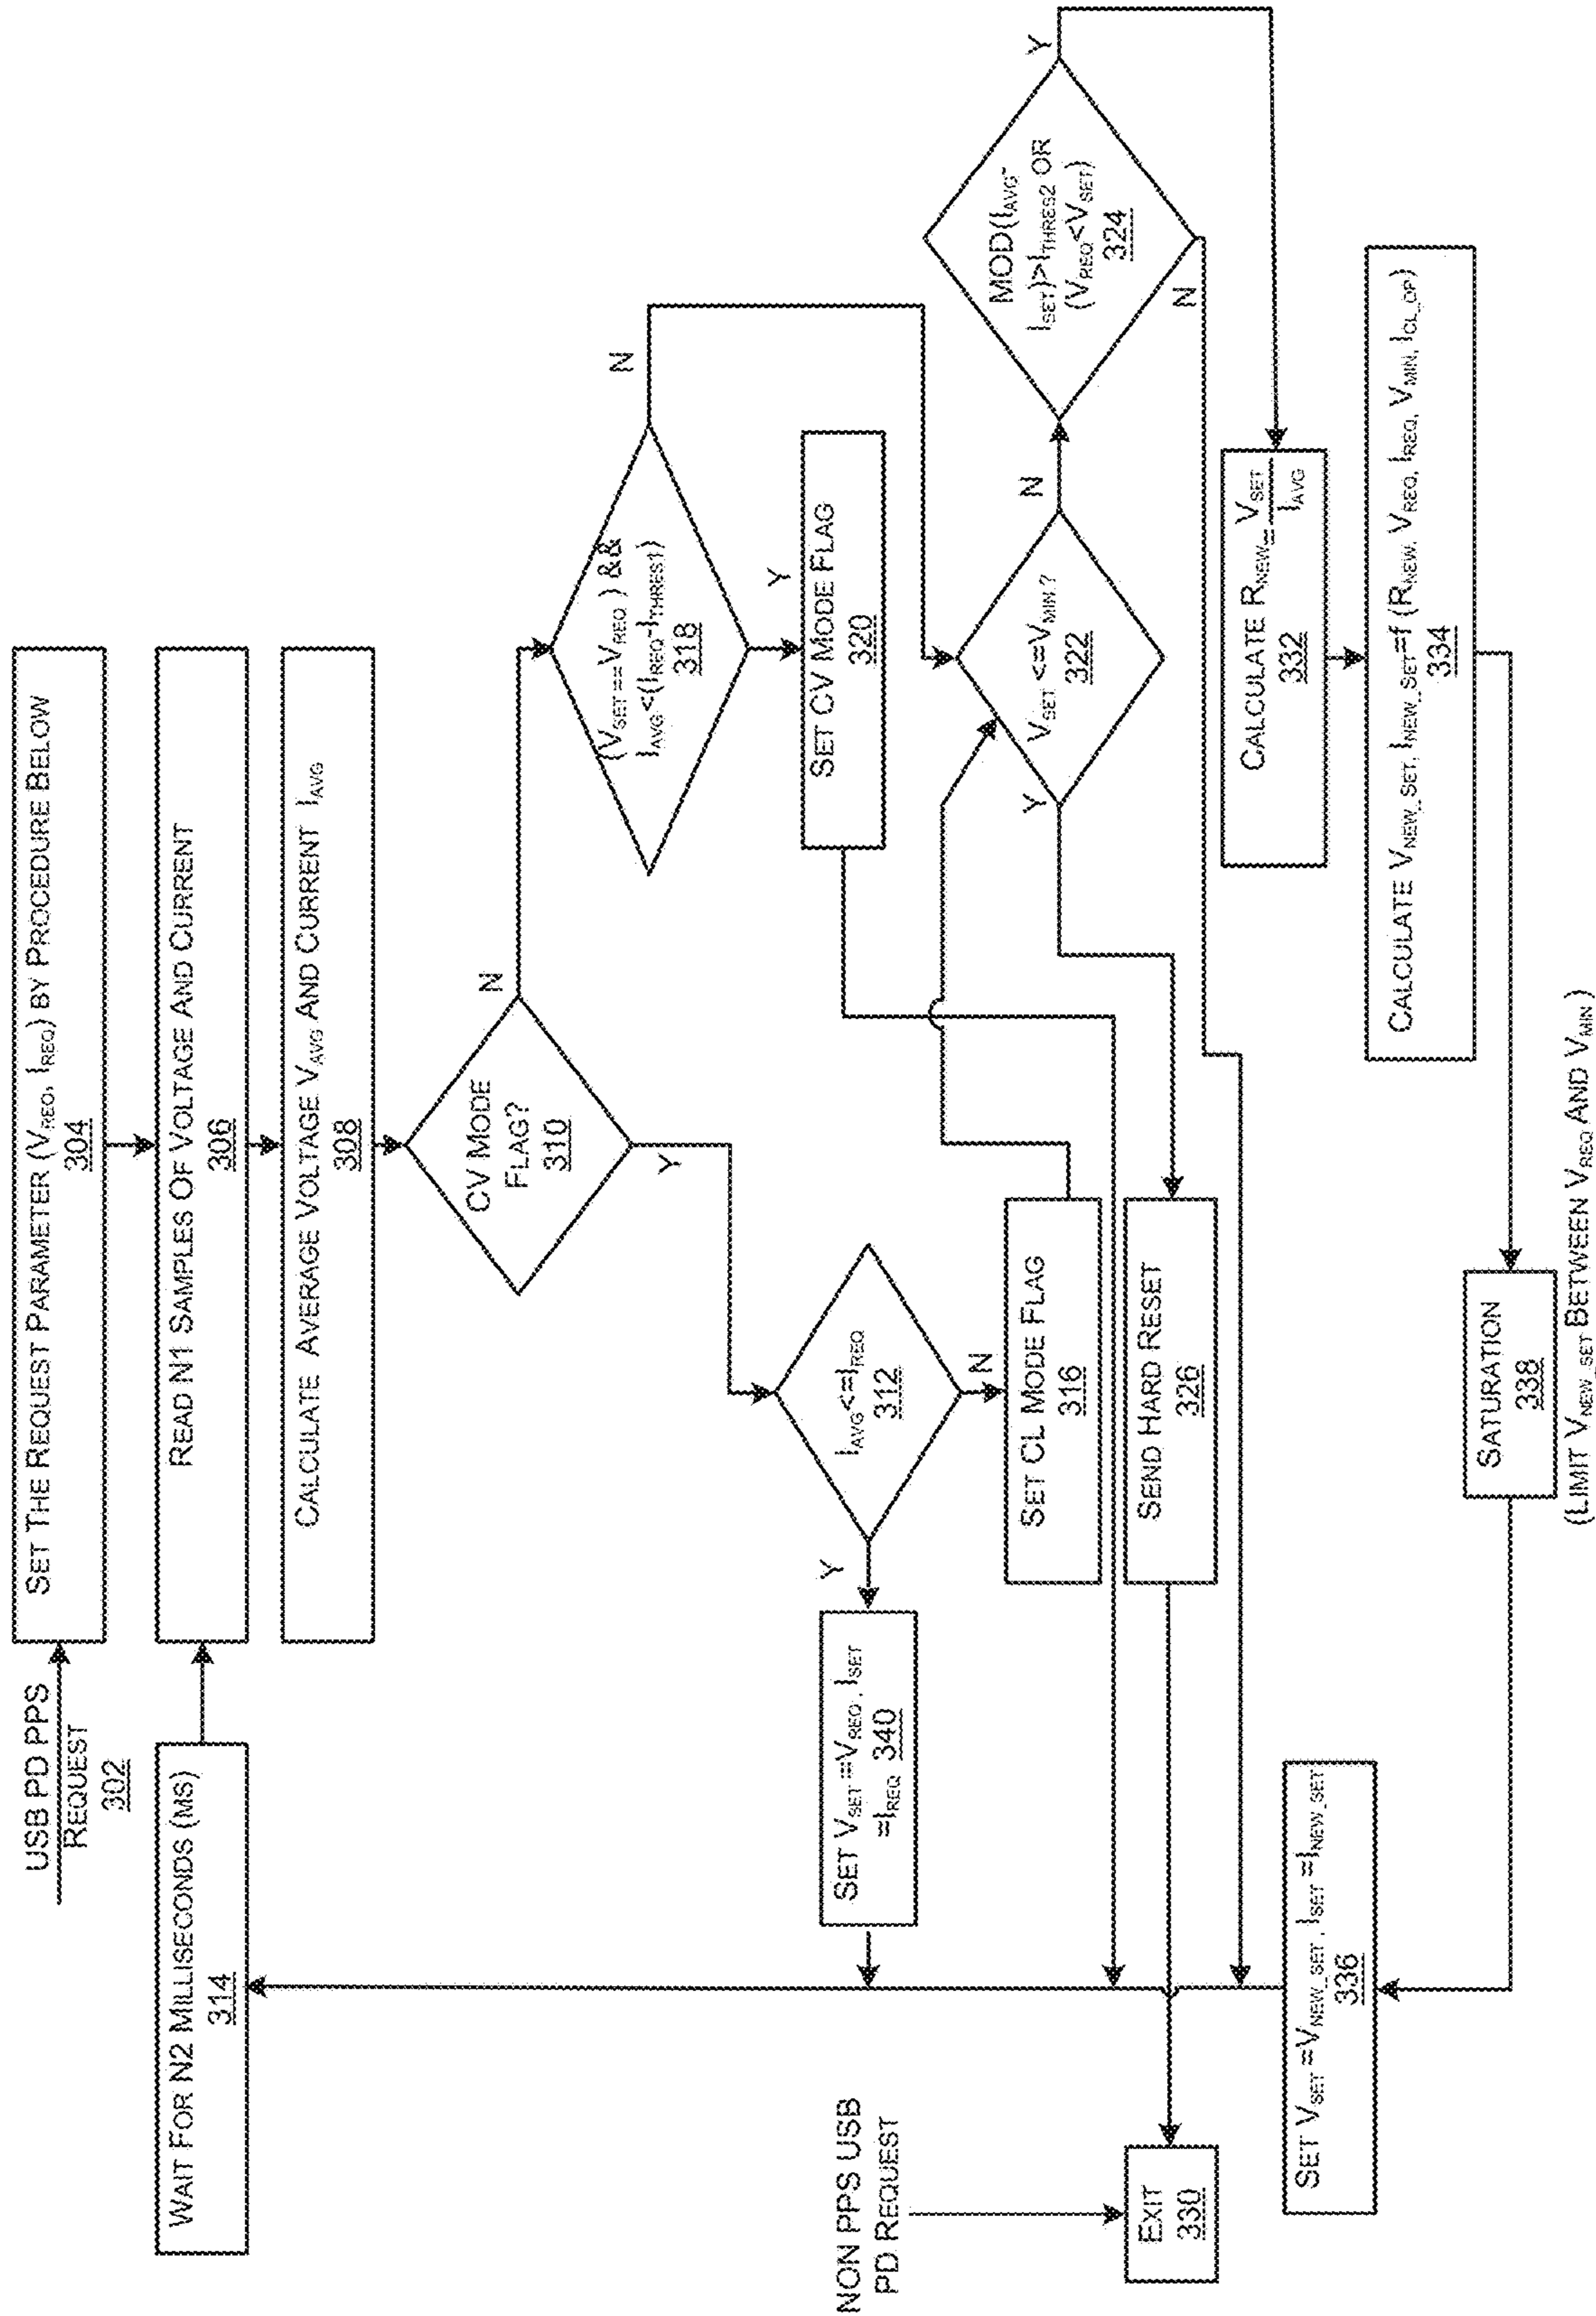 USB PD PPS
REQUEST
302
SET THE REQUEST PARAMETER (VREQ, IREQ) BY PROCEDURE BELOW
304
WAIT FOR N2 MILLISECONDS (MS)
314
READ N1 SAMPLES OF VOLTAGE AND CURRENT
306
CALCULATE AVERAGE VOLTAGE VAVG AND CURRENT IAVG
308
CV MODE
FLAG?
310
Y
N
(VSET == VREQ) &&
IAVG<(IREQ-ITHRES1)
318
N
Y
IAVG<=IREQ
312
Y
N
SET VSET =VREQ, ISET
=IREQ 340
SET CV MODE FLAG
320
SET CL MODE FLAG
316
VSET <=VMIN?
322
Y
N
MOD(IAVG-
ISET)>ITHRES2 OR
(VREQ<VSET)
324
Y
N
SEND HARD RESET
326
NON PPS USB
PD REQUEST
EXIT
330
CALCULATE RNEW=VSET
IAVG
332
CALCULATE VNEW_SET, INEW_SET=f (RNEW, VREQ, IREQ, VMIN, ICL_OP)
334
SET VSET =VNEW_SET, ISET =INEW_SET
336
SATURATION
338
(LIMIT VNEW_SET BETWEEN VREQ AND VMIN)